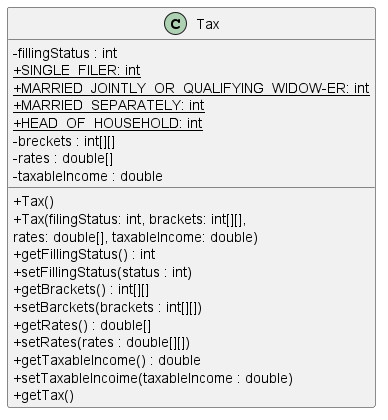 C Tax
-fillingStatus : int
+SINGLE_FILER: int
+MARRIED_JOINTLY_OR_QUALIFYING_WIDOW-ER: int
+MARRIED_SEPARATELY: int
+HEAD_OF_HOUSEHOLD: int
-breckets : int[][]
-rates : double[]
-taxableIncome : double
+Tax()
+Tax(filingStatus: int, brackets: int[][],
rates: double[], taxableIncome: double)
+getFillingStatus() : int
+setFillingStatus(status : int)
+getBrackets() : int[][]
+setBarckets(brackets : int[][])
+getRates() : double[]
+setRates(rates : double[][])
+getTaxableIncome() : double
+setTaxableIncoime(taxableIncome : double)
+getTax()